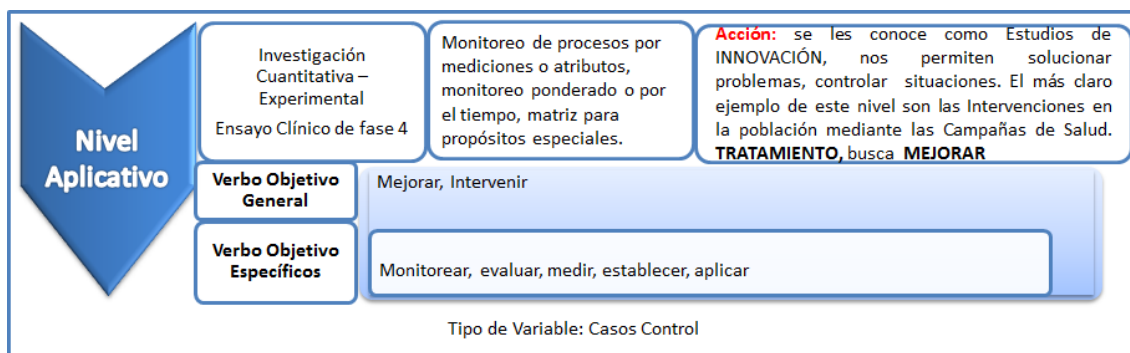 Nivel
Aplicativo
Investigación
Cuantitativa –
Experimental
Ensayo Clínico de fase 4
Monitoreo de procesos por
mediciones o atributos,
monitoreo ponderado o por
el tiempo, matriz para
propósitos especiales.
Acción: se les conoce como Estudios de
INNOVACIÓN, nos permiten solucionar
problemas, controlar situaciones. El más claro
ejemplo de este nivel son las Intervenciones en
la población mediante las Campañas de Salud.
TRATAMIENTO, busca MEJORAR
Verbo Objetivo
General
Mejorar, Intervenir
Verbo Objetivo
Específicos
Monitorear, evaluar, medir, establecer, aplicar
Tipo de Variable: Casos Control